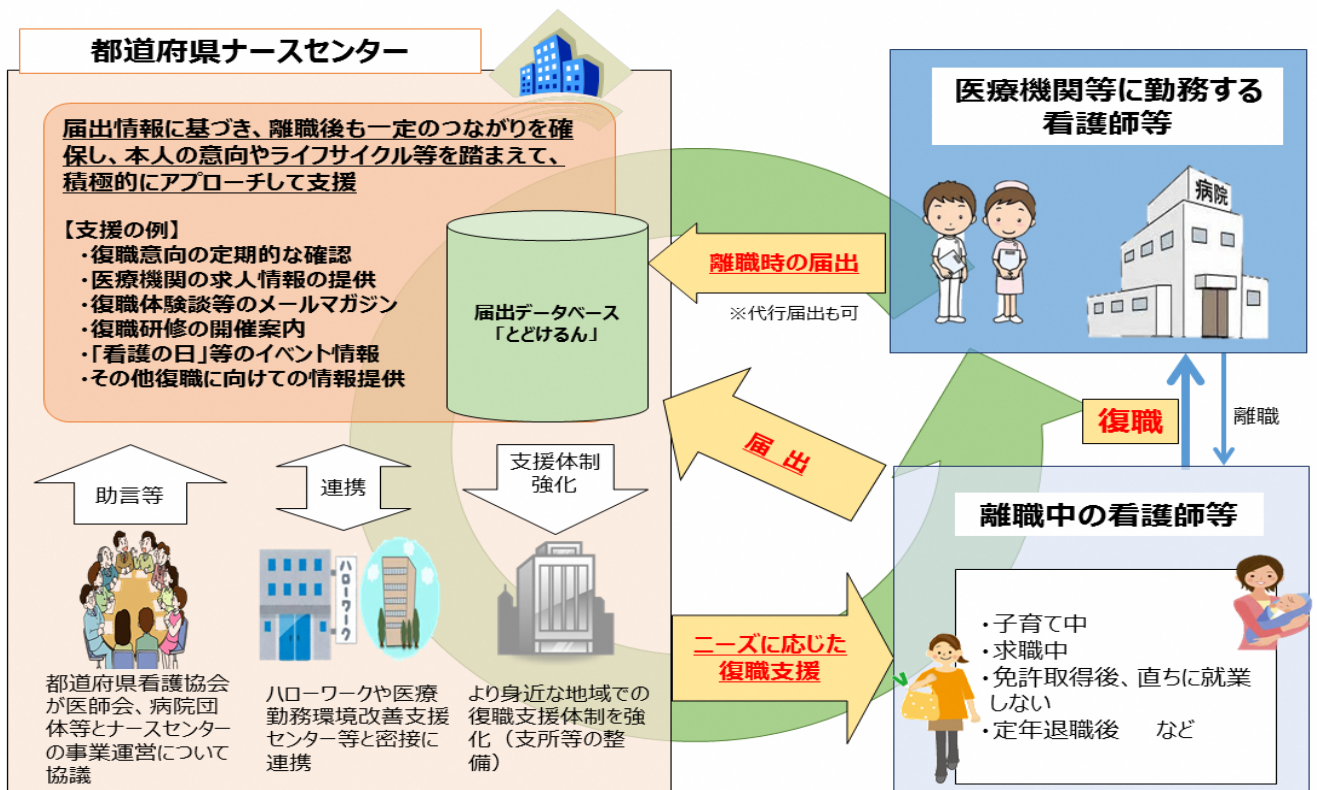 都道府県ナースセンター
届出情報に基づき、離職後も一定のつながりを確
保し、本人の意向やライフサイクル等を踏まえて、
積極的にアプローチして支援
【支援の例】
・復職意向の定期的な確認
・医療機関の求人情報の提供
・復職体験談等のメールマガジン
・復職研修の開催案内
・「看護の日」等のイベント情報
・その他復職に向けての情報提供
届出データベース
「とどけるん」
助言等
連携
支援体制
強化
ハローワーク
都道府県看護協会
が医師会、病院団
体等とナースセンター
の事業運営について
協議
ハローワークや医療
勤務環境改善支援
センター等と密接に
連携
より身近な地域での
復職支援体制を強
化（支所等の整
備）
離職時の届出
※代行届出も可
届 出
ニーズに応じた
復職支援
医療機関等に勤務する
看護師等
病院
復職
離職
離職中の看護師等
・子育て中
・求職中
・免許取得後、直ちに就業
しない
・定年退職後 など